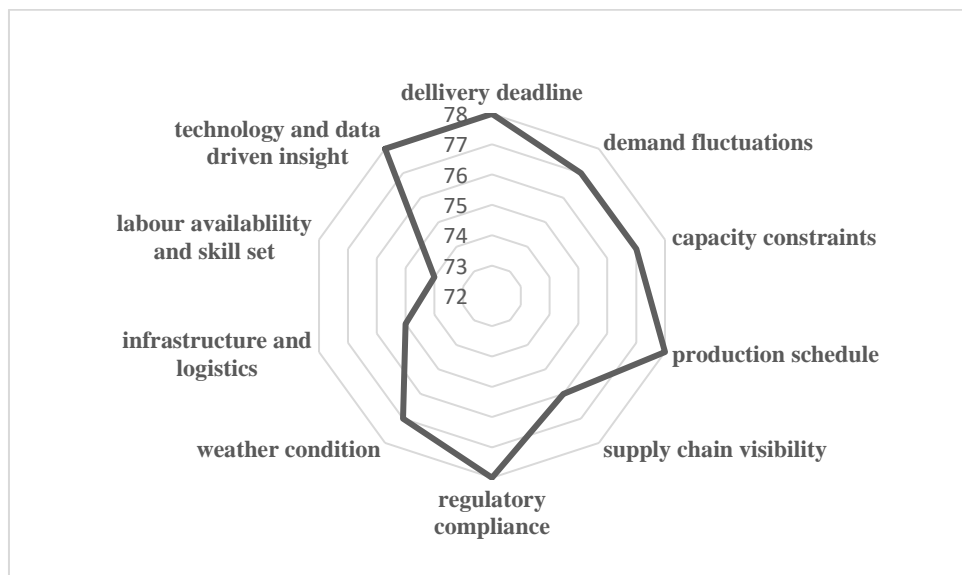 dellivery deadline
78
77
76
75
74
73
72
demand fluctuations
capacity constraints
production schedule
supply chain visibility
regulatory
compliance
weather condition
infrastructure and
logistics
labour availablility
and skill set
technology and data
driven insight